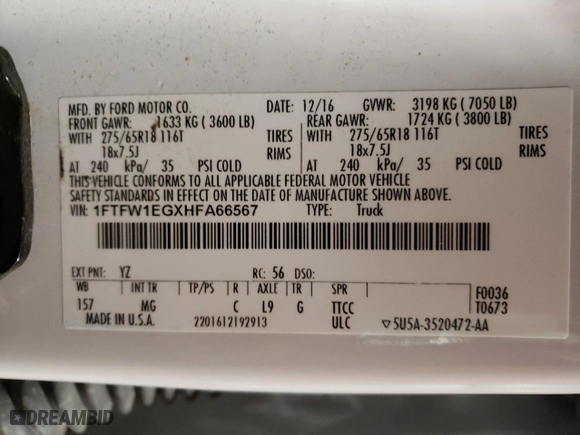 MFD. BY FORD MOTOR CO.
DATE: 12/16 GVWR: 3198 KG ( 7050 LB)
FRONT GAWR: 1633 KG ( 3600 LB) REAR GAWR: 1724 KG ( 3800 LB)
WITH 275/65R18 116T TIRES WITH 275/65R18 116T TIRES
18x7.5J RIMS 18x7.5J RIMS
AT 240 kPa/ 35 PSI COLD AT 240 kPa/ 35 PSI COLD
THIS VEHICLE CONFORMS TO ALL APPLICABLE FEDERAL MOTOR VEHICLE
SAFETY STANDARDS IN EFFECT ON THE DATE OF MANUFACTURE SHOWN ABOVE.
VIN: 1FTFW1EGXHFA66567 TYPE: Truck
EXT PNT: YZ RC: 56 DSO:
WB INT TR TP/PS R AXLE TR SPR F0036
157 MG C L9 G TTCC T0673
MADE IN U.S.A. 2201612192913 ULC ▽5U5A-3520472-AA
DREAMBID